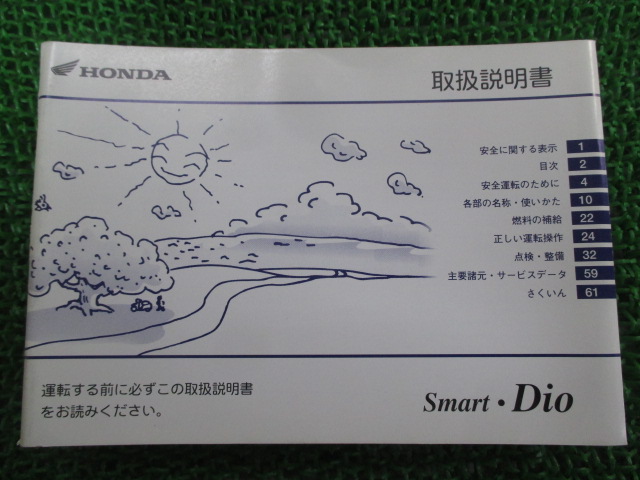 HONDA
取扱説明書
安全に関する表示 1
目次 2
安全運転のために 4
各部の名称・使いかた 10
燃料の補給 22
正しい運転操作 24
点検・整備 32
主要諸元・サービスデータ 59
さくいん 61
運転する前に必ずこの取扱説明書
をお読みください。
Smart・Dio